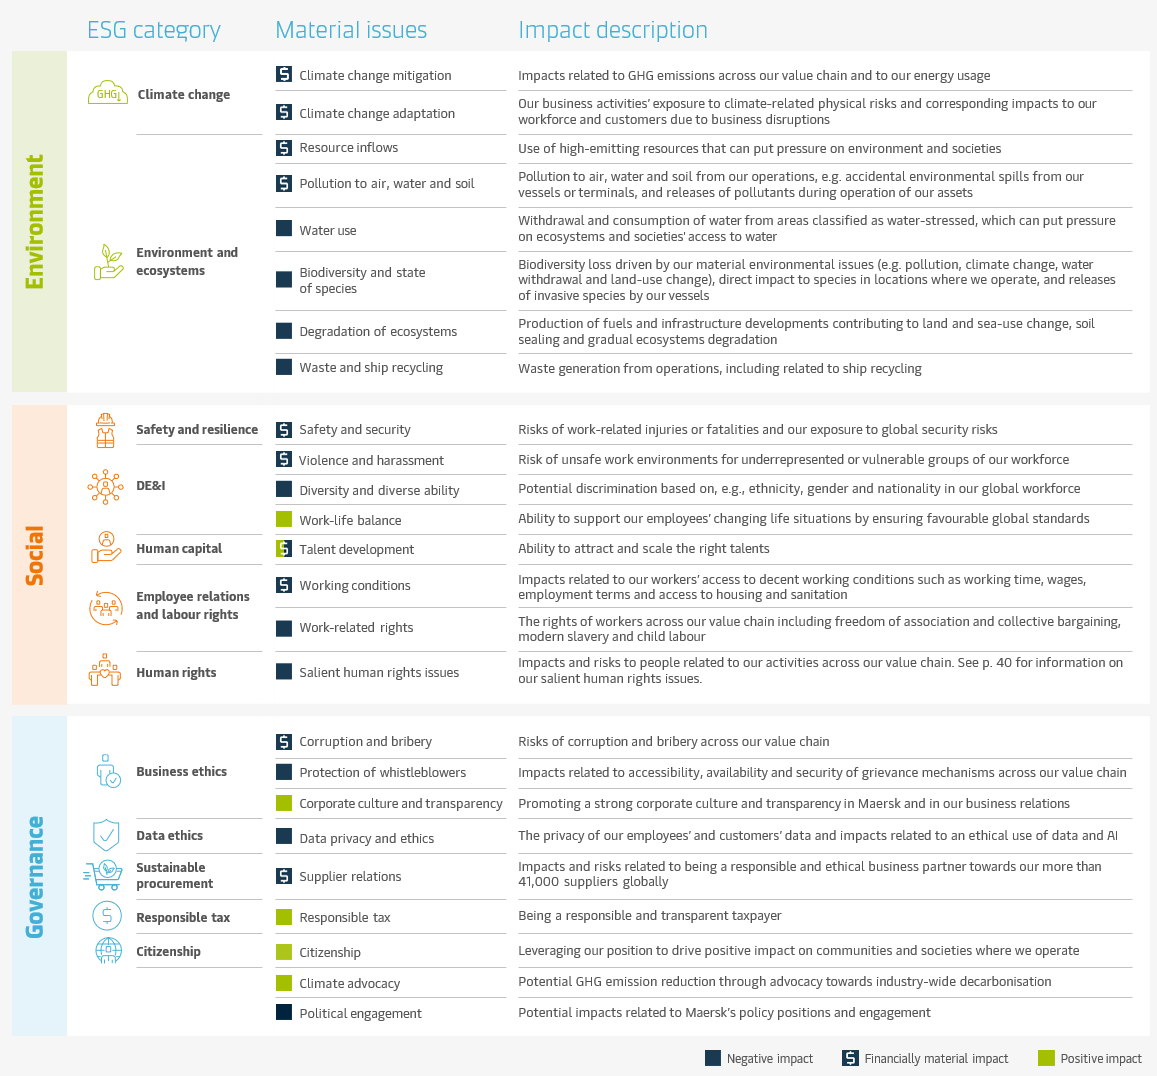 ESG category
Material issues
Impact description
Environment
GHG
Climate change
Climate change mitigation
Impacts related to GHG emissions across our value chain and to our energy usage
Climate change adaptation
Our business activities' exposure to climate-related physical risks and corresponding impacts to our
workforce and customers due to business disruptions
Environment and
ecosystems
Resource inflows
Use of high-emitting resources that can put pressure on environment and societies
Pollution to air, water and soil
Pollution to air, water and soil from our operations, e.g. accidental environmental spills from our
vessels or terminals, and releases of pollutants during operation of our assets
Water use
Withdrawal and consumption of water from areas classified as water-stressed, which can put pressure
on ecosystems and societies' access to water
Biodiversity and state
of species
Biodiversity loss driven by our material environmental issues (e.g. pollution, climate change, water
withdrawal and land-use change), direct impact to species in locations where we operate, and releases
of invasive species by our vessels
Degradation of ecosystems
Production of fuels and infrastructure developments contributing to land and sea-use change, soil
sealing and gradual ecosystems degradation
Waste and ship recycling
Waste generation from operations, including related to ship recycling
Social
Safety and resilience
Safety and security
Risks of work-related injuries or fatalities and our exposure to global security risks
DE&I
Violence and harassment
Risk of unsafe work environments for underrepresented or vulnerable groups of our workforce
Diversity and diverse ability
Potential discrimination based on, e.g., ethnicity, gender and nationality in our global workforce
Work-life balance
Ability to support our employees' changing life situations by ensuring favourable global standards
Human capital
Talent development
Ability to attract and scale the right talents
Employee relations
and labour rights
Working conditions
Impacts related to our workers' access to decent working conditions such as working time, wages,
employment terms and access to housing and sanitation
Work-related rights
The rights of workers across our value chain including freedom of association and collective bargaining,
modern slavery and child labour
Human rights
Salient human rights issues
Impacts and risks to people related to our activities across our value chain. See p. 40 for information on
our salient human rights issues.
Governance
Business ethics
Corruption and bribery
Risks of corruption and bribery across our value chain
Protection of whistleblowers
Impacts related to accessibility, availability and security of grievance mechanisms across our value chain
Corporate culture and transparency
Promoting a strong corporate culture and transparency in Maersk and in our business relations
Data ethics
Data privacy and ethics
The privacy of our employees' and customers' data and impacts related to an ethical use of data and AI
Sustainable
procurement
Supplier relations
Impacts and risks related to being a responsible and ethical business partner towards our more than
41,000 suppliers globally
Responsible tax
Responsible tax
Being a responsible and transparent taxpayer
Citizenship
Citizenship
Leveraging our position to drive positive impact on communities and societies where we operate
Climate advocacy
Potential GHG emission reduction through advocacy towards industry-wide decarbonisation
Political engagement
Potential impacts related to Maersk's policy positions and engagement
Negative impact
Financially material impact
Positive impact